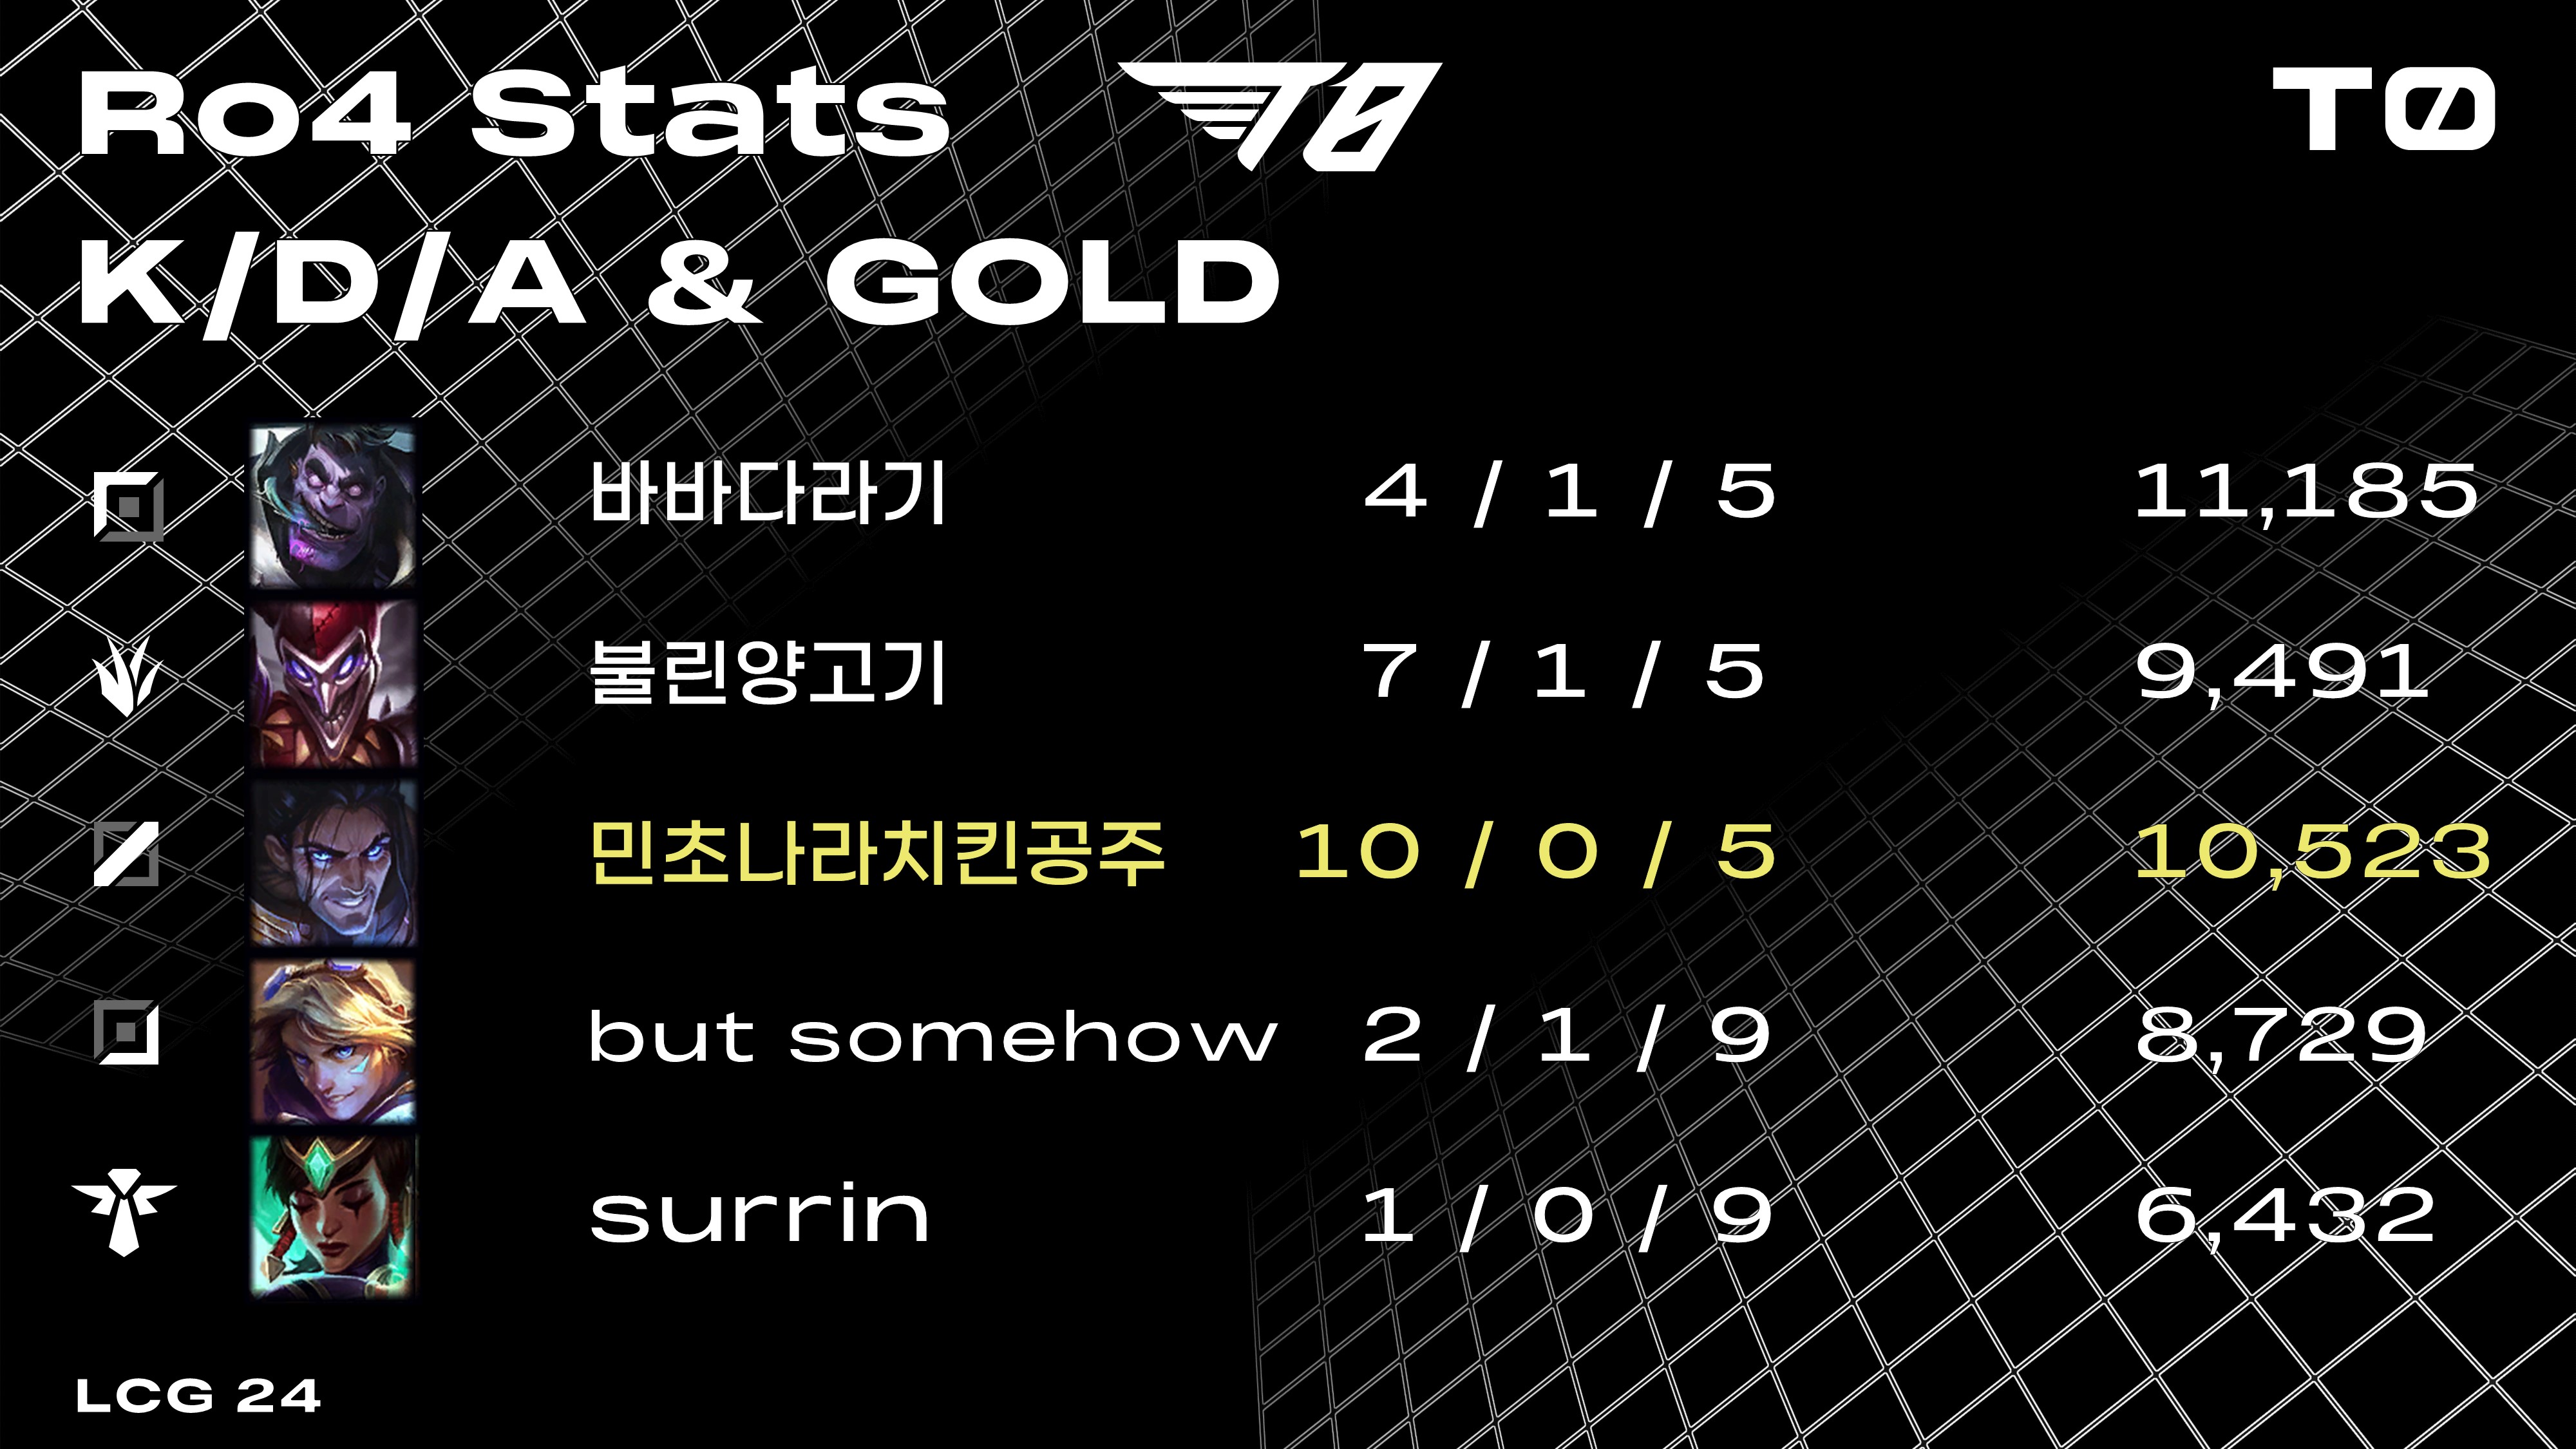 Ro4 Stats T0 TØ
K/D/A & GOLD
바바다라기 4 / 1 / 5 11,185
불린양고기 7 / 1 / 5 9,491
민초나라치킨공주 10 / 0 / 5 10,523
but somehow 2 / 1 / 9 8,729
surrin 1 / 0 / 9 6,432
LCG 24